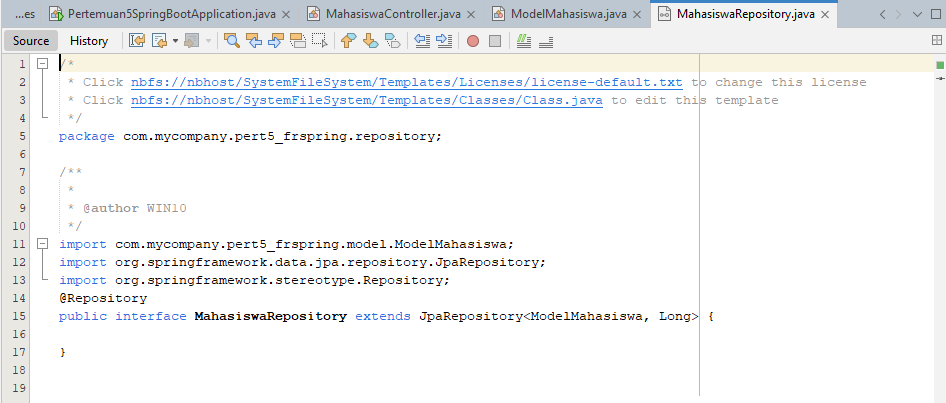 ...es Pertemuan5SpringBootApplication.java MahasiswaController.java ModelMahasiswa.java MahasiswaRepository.java
Source History
1 /*
2 * Click nbfs://nbhost/SystemFileSystem/Templates/Licenses/license-default.txt to change this license
3 * Click nbfs://nbhost/SystemFileSystem/Templates/Classes/Class.java to edit this template
4 */
5 package com.mycompany.pert5_frspring.repository;
6
7 /**
8 *
9 * @author WIN10
10 */
11 import com.mycompany.pert5_frspring.model.ModelMahasiswa;
12 import org.springframework.data.jpa.repository.JpaRepository;
13 import org.springframework.stereotype.Repository;
14 @Repository
15 public interface MahasiswaRepository extends JpaRepository<ModelMahasiswa, Long> {
16
17 }
18
19